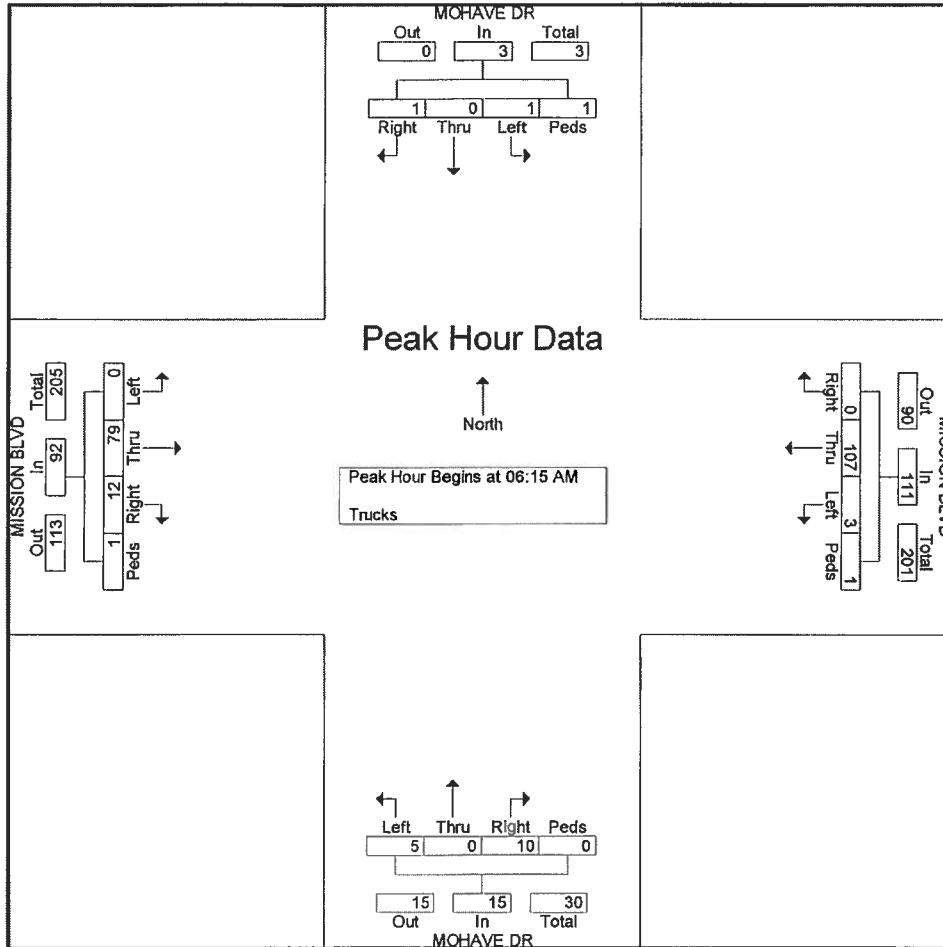 MOHAVE DR
Out In Total
0 3 3
1 0 1 1
Right Thru Left Peds
Peak Hour Data
North
Peak Hour Begins at 06:15 AM
Trucks
MISSION BLVD
Out In Total
113 92 205
Left Thru Right Peds
0 79 12 1
Right Thru Left Peds
0 107 3 1
Out In Total
90 111 201
MISSION BLVD
Left Thru Right Peds
5 0 10 0
15 15 30
Out In Total
MOHAVE DR